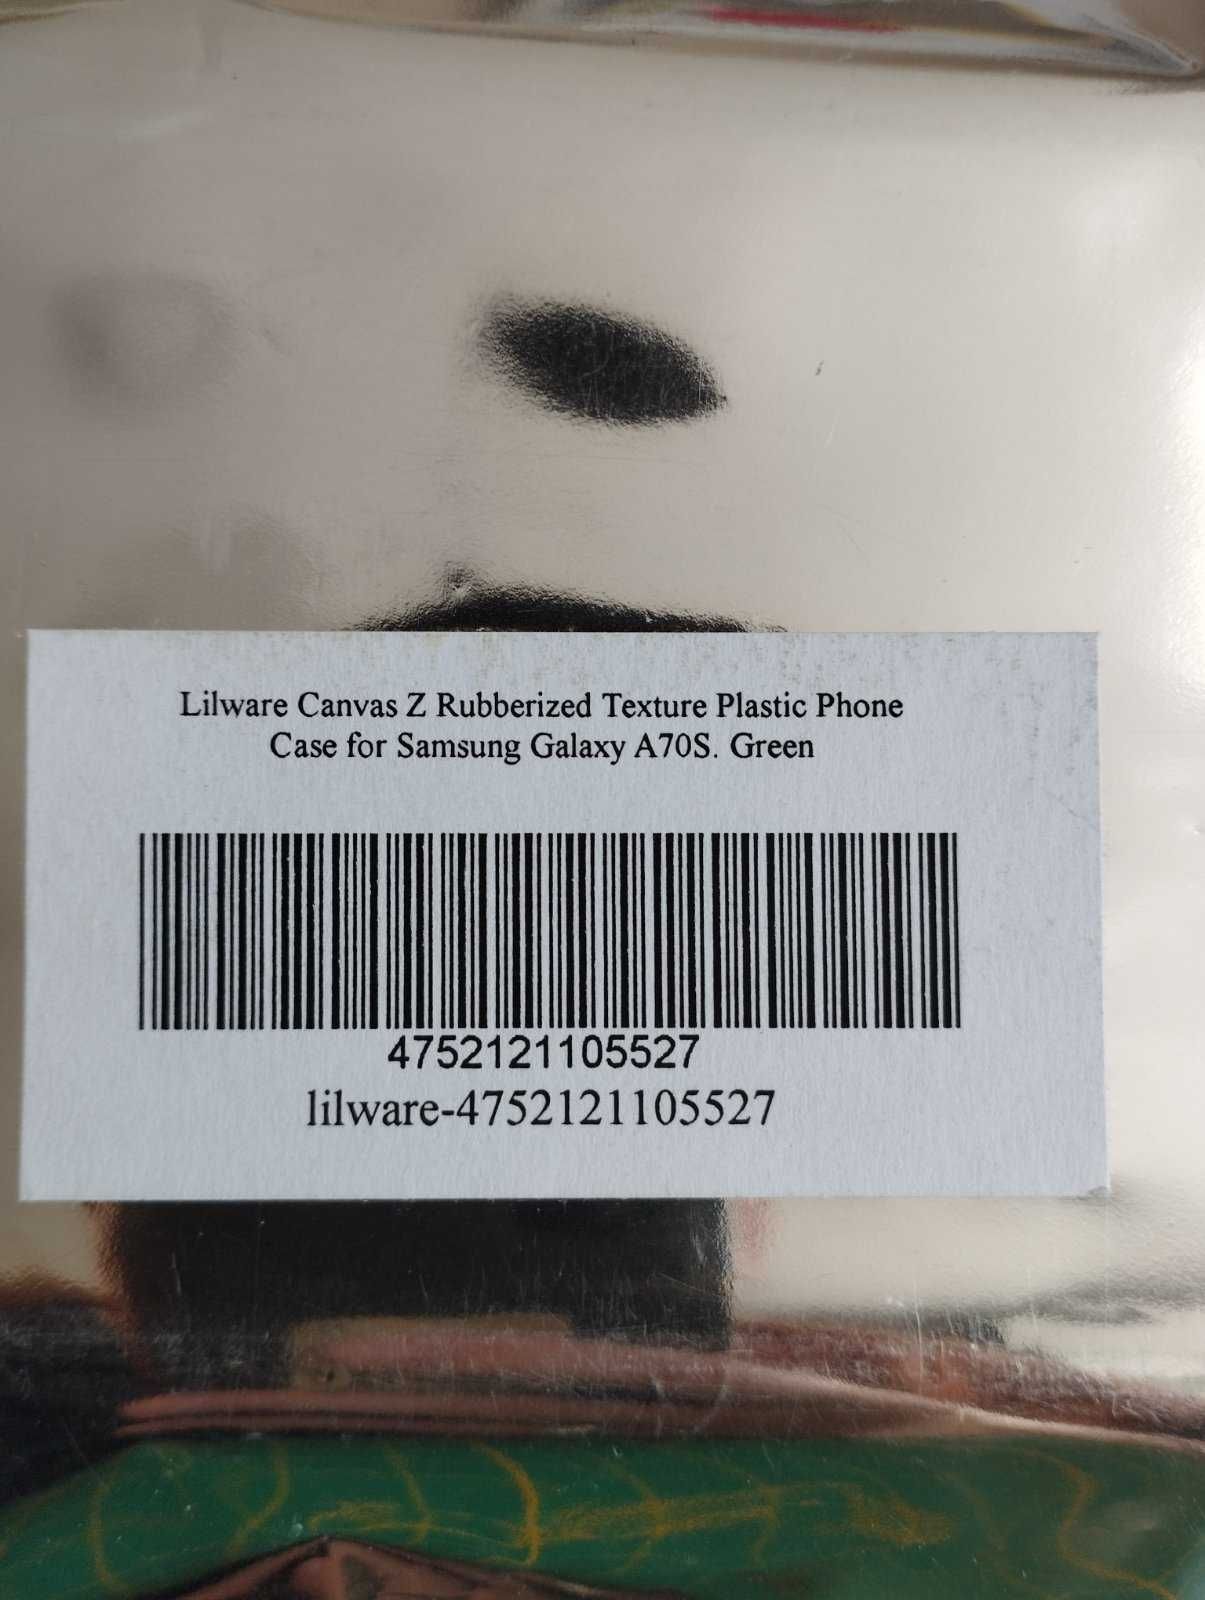 Lilware Canvas Z Rubberized Texture Plastic Phone
Case for Samsung Galaxy A70S. Green
4752121105527
lilware-4752121105527